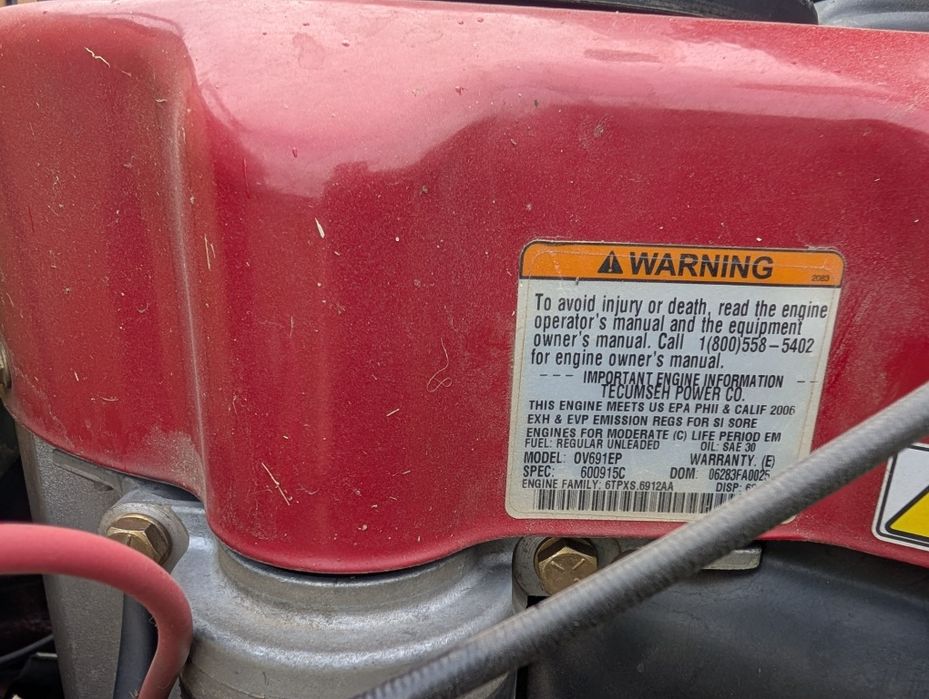 WARNING
2083
To avoid injury or death, read the engine
operator's manual and the equipment
owner's manual. Call 1(800)558-5402
for engine owner's manual.
--- IMPORTANT ENGINE INFORMATION --
TECUMSEH POWER CO.
THIS ENGINE MEETS US EPA PHII & CALIF 2006
EXH & EVP EMISSION REGS FOR SI SORE
ENGINES FOR MODERATE (C) LIFE PERIOD EM
FUEL: REGULAR UNLEADED OIL: SAE 30
MODEL: OV691EP WARRANTY. (E)
SPEC: 600915C DOM: 06283FA0025
ENGINE FAMILY: 6TPXS.6912AA DISP: